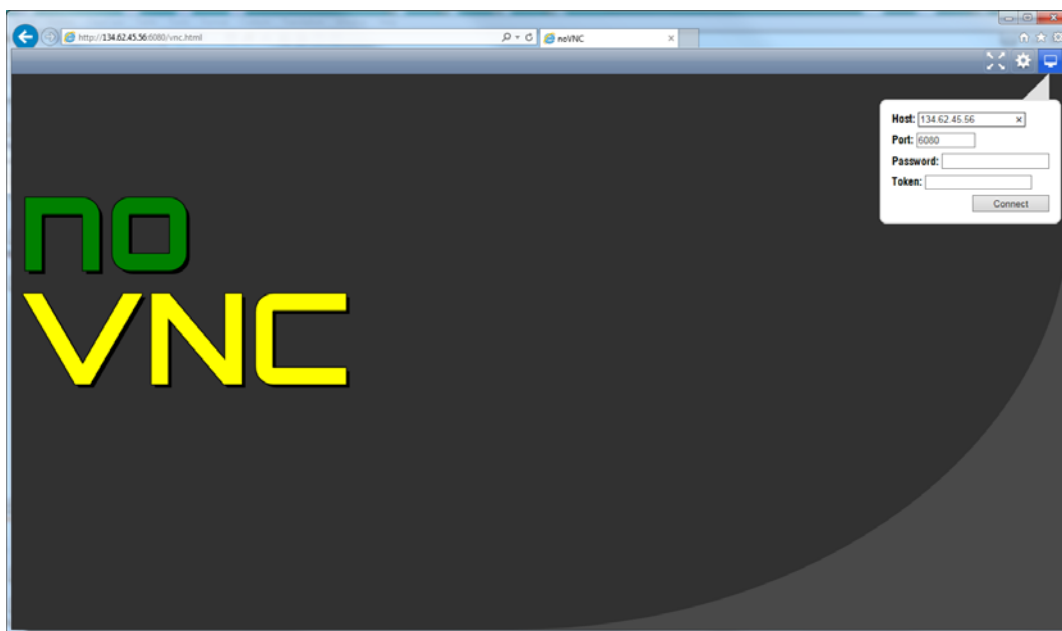 http://134.62.45.56:6080/vnc.html
noVNC
Host: 134.62.45.56
Port: 6080
Password:
Token:
Connect
no
VNC